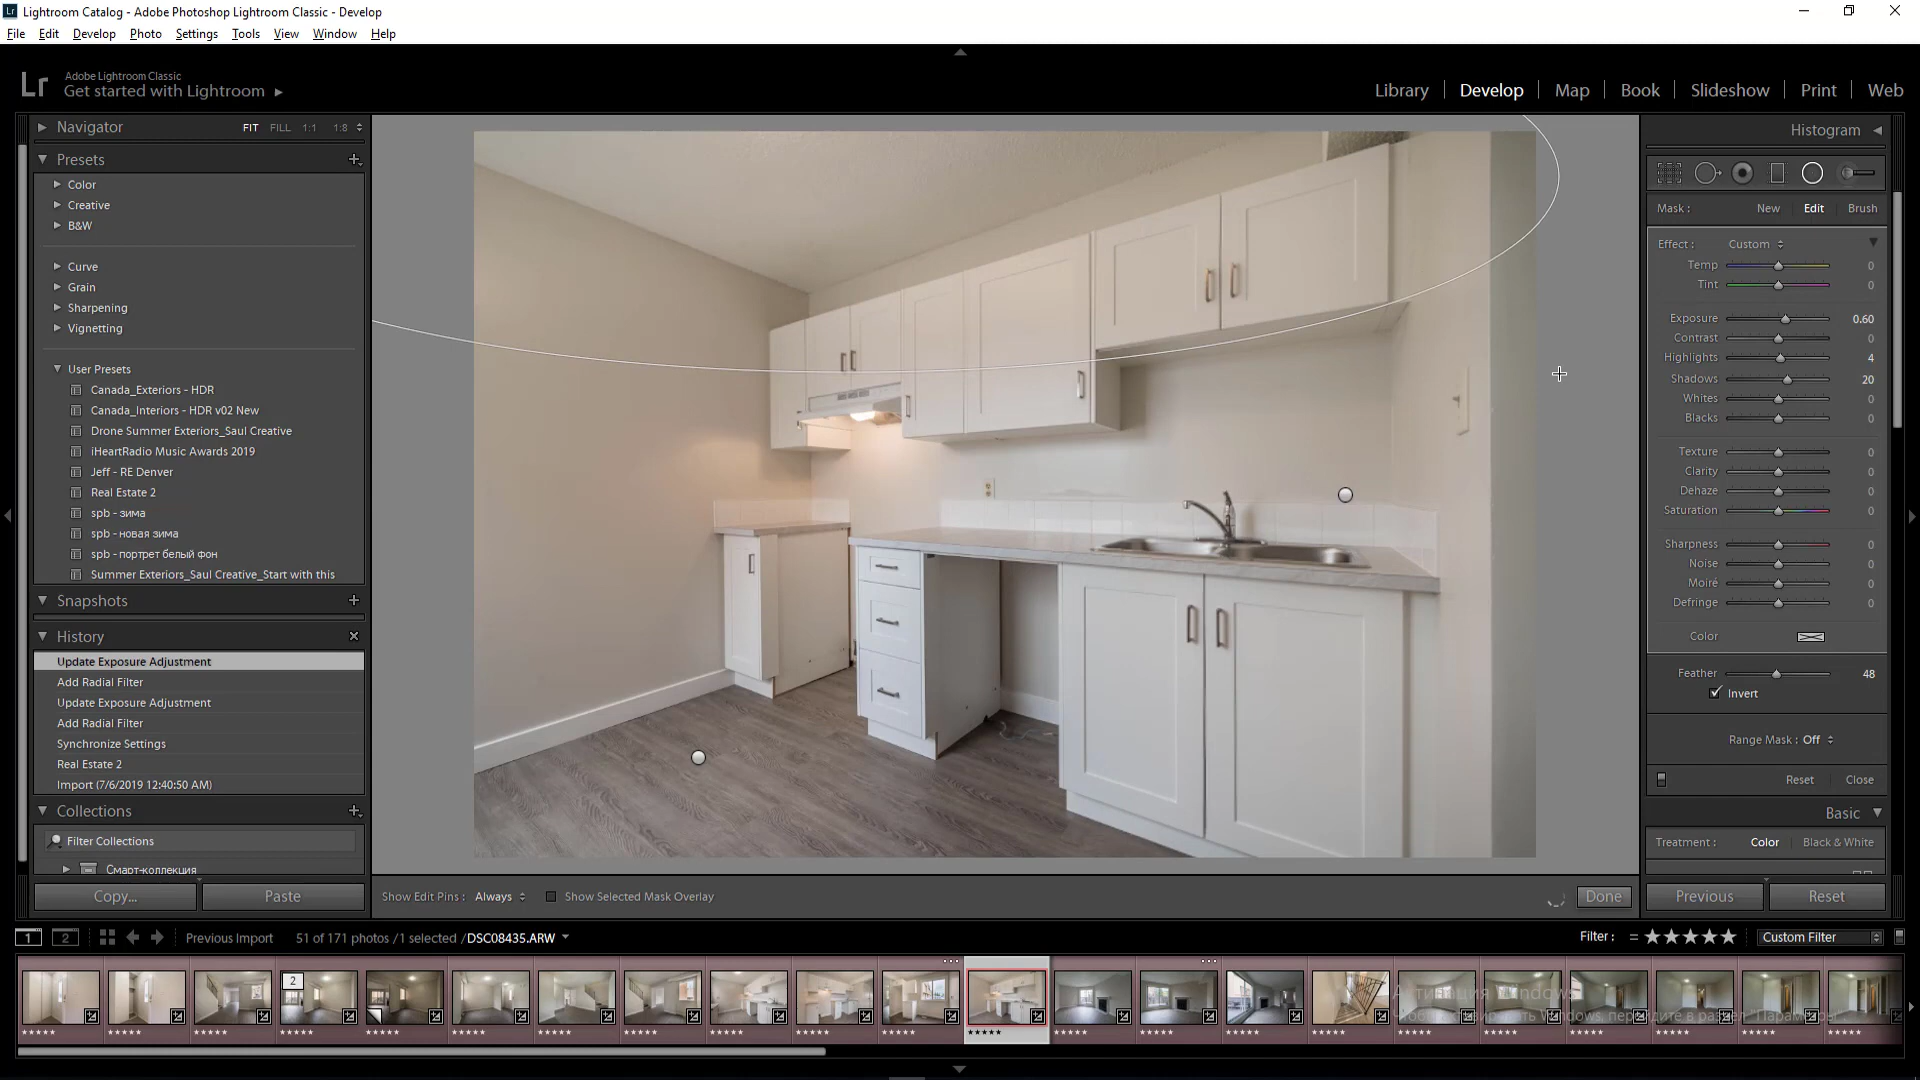 Lightroom Catalog - Adobe Photoshop Lightroom Classic - Develop
File Edit Develop Photo Settings Tools View Window Help
Lr
Adobe Lightroom Classic
Get started with Lightroom
Library Develop Map Book Slideshow Print Web
Navigator FIT FILL 1:1 1:8
Presets
Color
Creative
B&W
Curve
Grain
Sharpening
Vignetting
User Presets
Canada_Exteriors - HDR
Canada_Interiors - HDR v02 New
Drone Summer Exteriors_Saul Creative
iHeartRadio Music Awards 2019
Jeff - RE Denver
Real Estate 2
spb - зима
spb - новая зима
spb - портрет белый фон
Summer Exteriors_Saul Creative_Start with this
Snapshots
History
Update Exposure Adjustment
Add Radial Filter
Update Exposure Adjustment
Add Radial Filter
Synchronize Settings
Real Estate 2
Import (7/6/2019 12:40:50 AM)
Collections
Filter Collections
Смарт-коллекция
Copy... Paste
Show Edit Pins : Always Show Selected Mask Overlay Done
Histogram
Mask : New Edit Brush
Effect : Custom
Temp 0
Tint 0
Exposure 0.60
Contrast 0
Highlights 4
Shadows 20
Whites 0
Blacks 0
Texture 0
Clarity 0
Dehaze 0
Saturation 0
Sharpness 0
Noise 0
Moiré 0
Defringe 0
Color
Feather 48
Invert
Range Mask : Off
Reset Close
Basic
Treatment : Color Black & White
Previous Reset
1 2 Previous Import 51 of 171 photos /1 selected /DSC08435.ARW Filter : Custom Filter
2
Активация Windows
Чтобы активировать Windows, перейдите в раздел "Параметры".